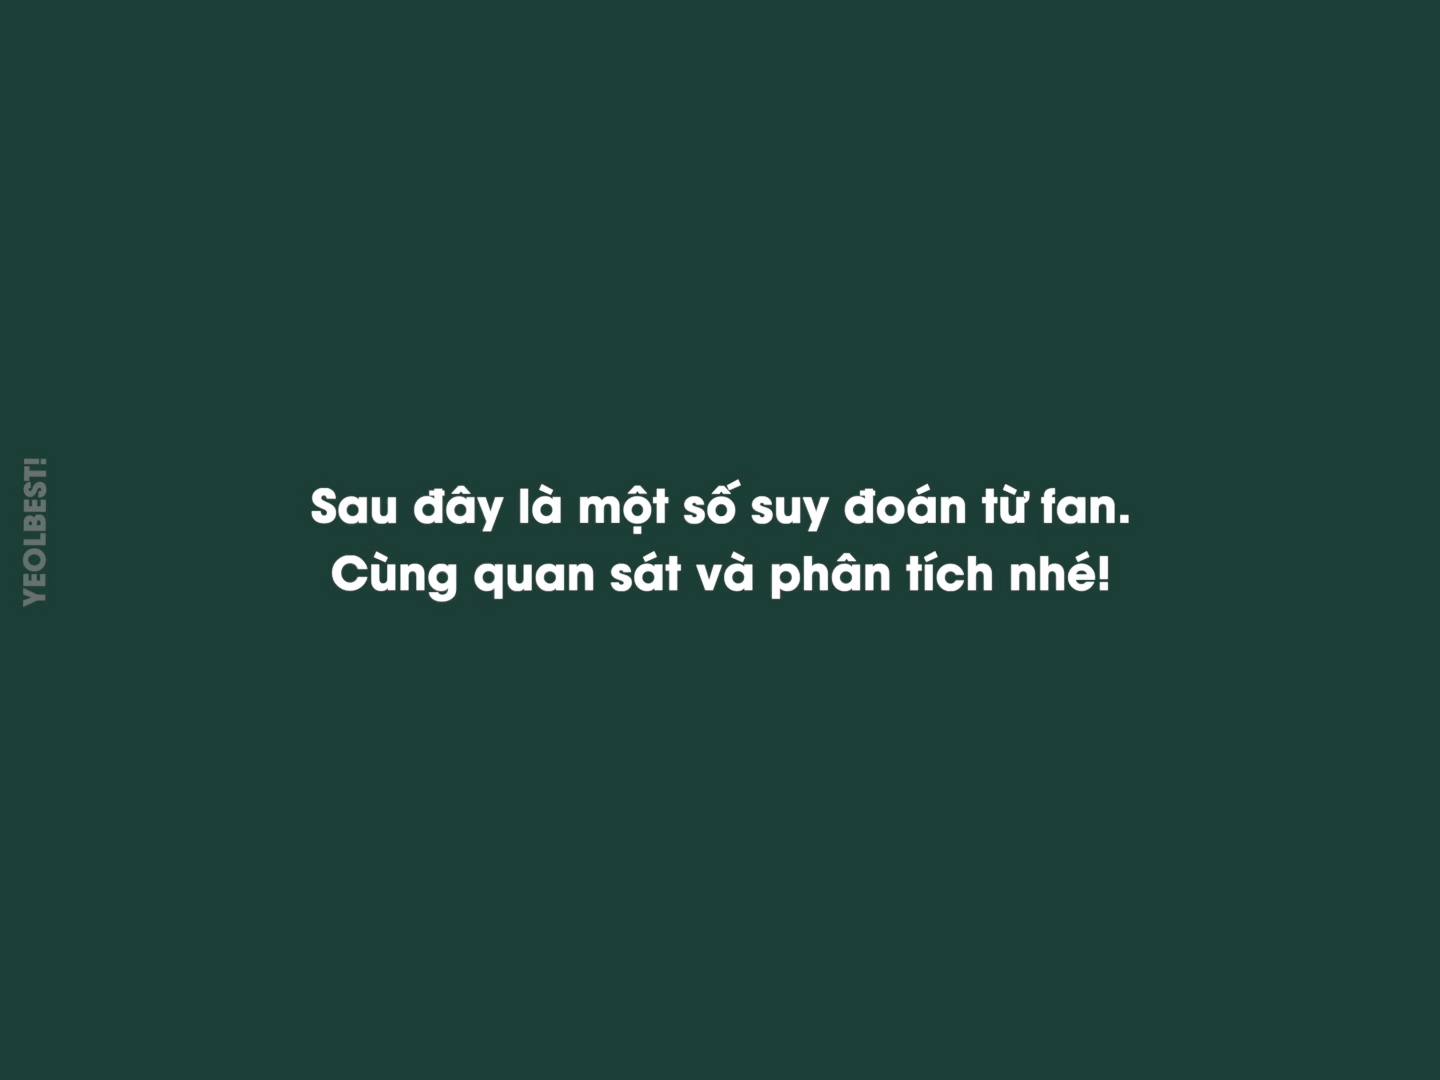 YEOLBEST!
Sau đây là một số suy đoán từ fan.
Cùng quan sát và phân tích nhé!